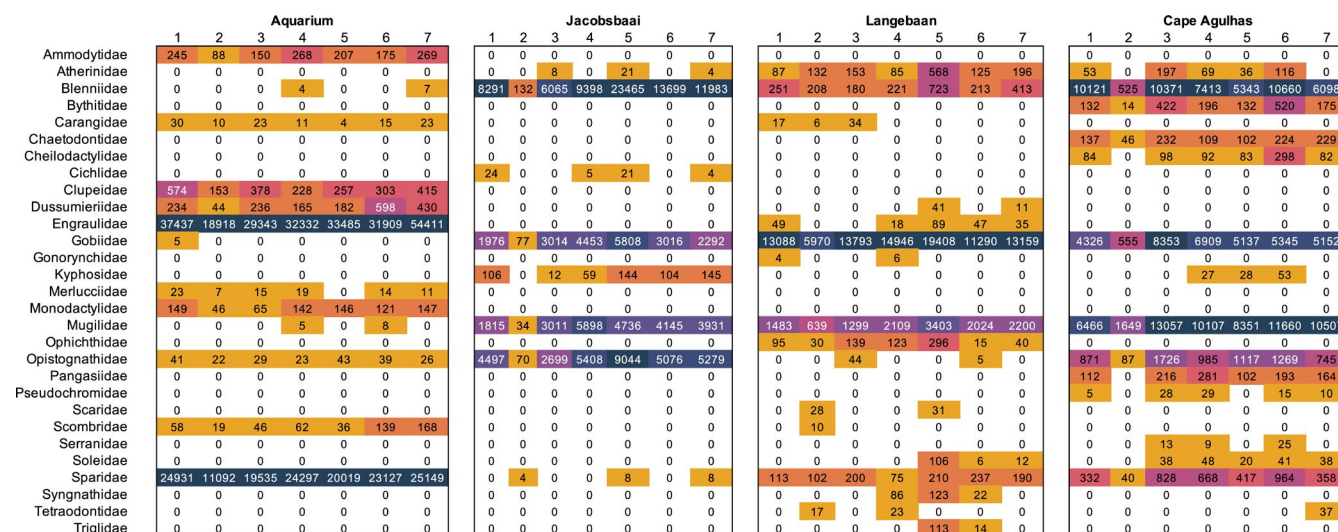 Aquarium Jacobsbaai Langebaan Cape Agulhas
1 2 3 4 5 6 7 1 2 3 4 5 6 7 1 2 3 4 5 6 7 1 2 3 4 5 6 7
Ammodytidae 245 88 150 268 207 175 269 0 0 0 0 0 0 0 0 0 0 0 0 0 0 0 0 0 0 0 0 0
Atherinidae 0 0 0 0 0 0 0 0 0 8 0 21 0 4 87 132 153 85 568 125 196 53 0 197 69 36 116 0
Blenniidae 0 0 0 4 0 0 7 8291 132 6065 9398 23465 13699 11983 251 208 180 221 723 213 413 10121 525 10371 7413 5343 10660 6098
Bythitidae 0 0 0 0 0 0 0 0 0 0 0 0 0 0 0 0 0 0 0 0 0 132 14 422 196 132 520 175
Carangidae 30 10 23 11 4 15 23 0 0 0 0 0 0 0 17 6 34 0 0 0 0 0 0 0 0 0 0 0
Chaetodontidae 0 0 0 0 0 0 0 0 0 0 0 0 0 0 0 0 0 0 0 0 0 137 46 232 109 102 224 229
Cheilodactylidae 0 0 0 0 0 0 0 0 0 0 0 0 0 0 0 0 0 0 0 0 0 84 0 98 92 83 298 82
Cichlidae 0 0 0 0 0 0 0 24 0 0 5 21 0 4 0 0 0 0 0 0 0 0 0 0 0 0 0 0
Clupeidae 574 153 378 228 257 303 415 0 0 0 0 0 0 0 0 0 0 0 0 0 0 0 0 0 0 0 0 0
Dussumieriidae 234 44 236 165 182 598 430 0 0 0 0 0 0 0 0 0 0 0 41 0 11 0 0 0 0 0 0 0
Engraulidae 37437 18918 29343 32332 33485 31909 54411 0 0 0 0 0 0 0 49 0 0 18 89 47 35 0 0 0 0 0 0 0
Gobiidae 5 0 0 0 0 0 0 1976 77 3014 4453 5808 3016 2292 13088 5970 13793 14946 19408 11290 13159 4326 555 8353 6909 5137 5345 5152
Gonorynchidae 0 0 0 0 0 0 0 0 0 0 0 0 0 0 4 0 0 6 0 0 0 0 0 0 0 0 0 0
Kyphosidae 0 0 0 0 0 0 0 106 0 12 59 144 104 145 0 0 0 0 0 0 0 0 0 0 27 28 53 0
Merlucciidae 23 7 15 19 0 14 11 0 0 0 0 0 0 0 0 0 0 0 0 0 0 0 0 0 0 0 0 0
Monodactylidae 149 46 65 142 146 121 147 0 0 0 0 0 0 0 0 0 0 0 0 0 0 0 0 0 0 0 0 0
Mugilidae 0 0 0 5 0 8 0 1815 34 3011 5898 4736 4145 3931 1483 639 1299 2109 3403 2024 2200 6466 1649 13057 10107 8351 11660 10507
Ophichthidae 0 0 0 0 0 0 0 0 0 0 0 0 0 0 95 30 139 123 296 15 40 0 0 0 0 0 0 0
Opistognathidae 41 22 29 23 43 39 26 4497 70 2699 5408 9044 5076 5279 0 0 44 0 0 5 0 871 87 1726 985 1117 1269 745
Pangasiidae 0 0 0 0 0 0 0 0 0 0 0 0 0 0 0 0 0 0 0 0 0 112 0 216 281 102 193 164
Pseudochromidae 0 0 0 0 0 0 0 0 0 0 0 0 0 0 0 0 0 0 0 0 0 5 0 28 29 0 15 10
Scaridae 0 0 0 0 0 0 0 0 0 0 0 0 0 0 0 28 0 0 31 0 0 0 0 0 0 0 0 0
Scombridae 58 19 46 62 36 139 168 0 0 0 0 0 0 0 0 10 0 0 0 0 0 0 0 0 0 0 0 0
Serranidae 0 0 0 0 0 0 0 0 0 0 0 0 0 0 0 0 0 0 0 0 0 0 0 13 9 0 25 0
Soleidae 0 0 0 0 0 0 0 0 0 0 0 0 0 0 0 0 0 0 106 6 12 0 0 38 48 20 41 38
Sparidae 24931 11092 19535 24297 20019 23127 25149 0 4 0 0 8 0 8 113 102 200 75 210 237 190 332 40 828 668 417 964 358
Syngnathidae 0 0 0 0 0 0 0 0 0 0 0 0 0 0 0 0 0 86 123 22 0 0 0 0 0 0 0 0
Tetraodontidae 0 0 0 0 0 0 0 0 0 0 0 0 0 0 0 17 0 23 0 0 0 0 0 0 0 0 0 37
Triglidae 0 0 0 0 0 0 0 0 0 0 0 0 0 0 0 0 0 0 113 14 0 0 0 0 0 0 0 0